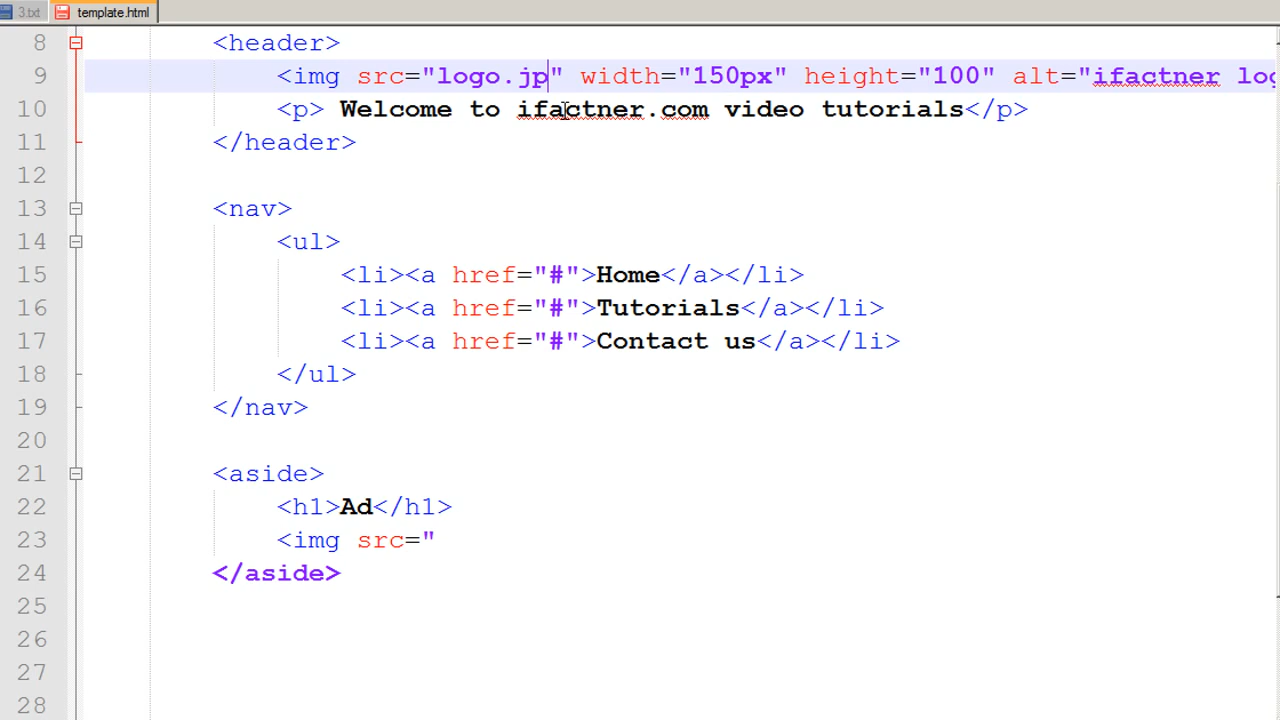 3.txt template.html
8 <header>
9 <img src="logo.jp" width="150px" height="100" alt="ifactner
10 <p> Welcome to ifactner.com video tutorials</p>
11 </header>
12
13 <nav>
14 <ul>
15 <li><a href="#">Home</a></li>
16 <li><a href="#">Tutorials</a></li>
17 <li><a href="#">Contact us</a></li>
18 </ul>
19 </nav>
20
21 <aside>
22 <h1>Ad</h1>
23 <img src="
24 </aside>
25
26
27
28